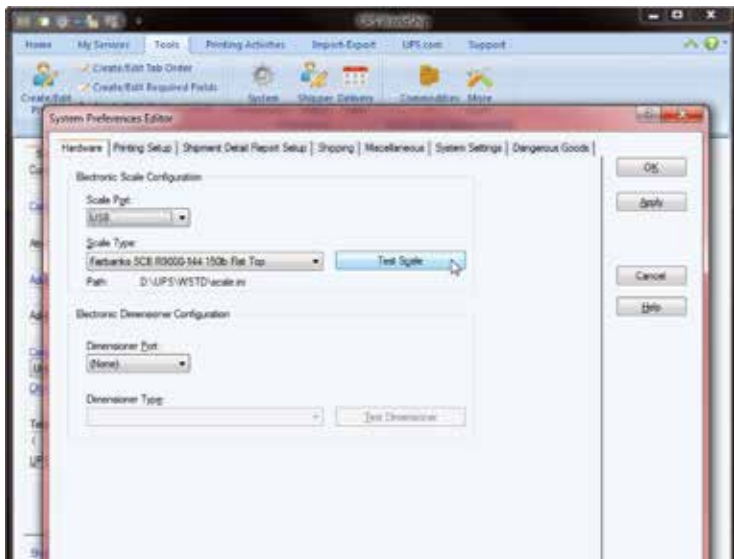 Home My Services Tools Printing Activities Import-Export UPS.com Support
Create/Edit Tab Order
Create/Edit Create/Edit Required Fields System Shipper Delivery Commodities More
System Preferences Editor
Hardware Printing Setup Shipment Detail Report Setup Shipping Miscellaneous System Settings Dangerous Goods
OK
Electronic Scale Configuration
Scale Port:
USB
Apply
Scale Type:
Fairbanks SCB R9000-144 150lb Flat Top Test Scale
Path: D:\UPS\WSTD\scale.ini
Cancel
Help
Electronic Dimensioner Configuration
Dimensioner Port:
(None)
Dimensioner Type:
Test Dimensioner